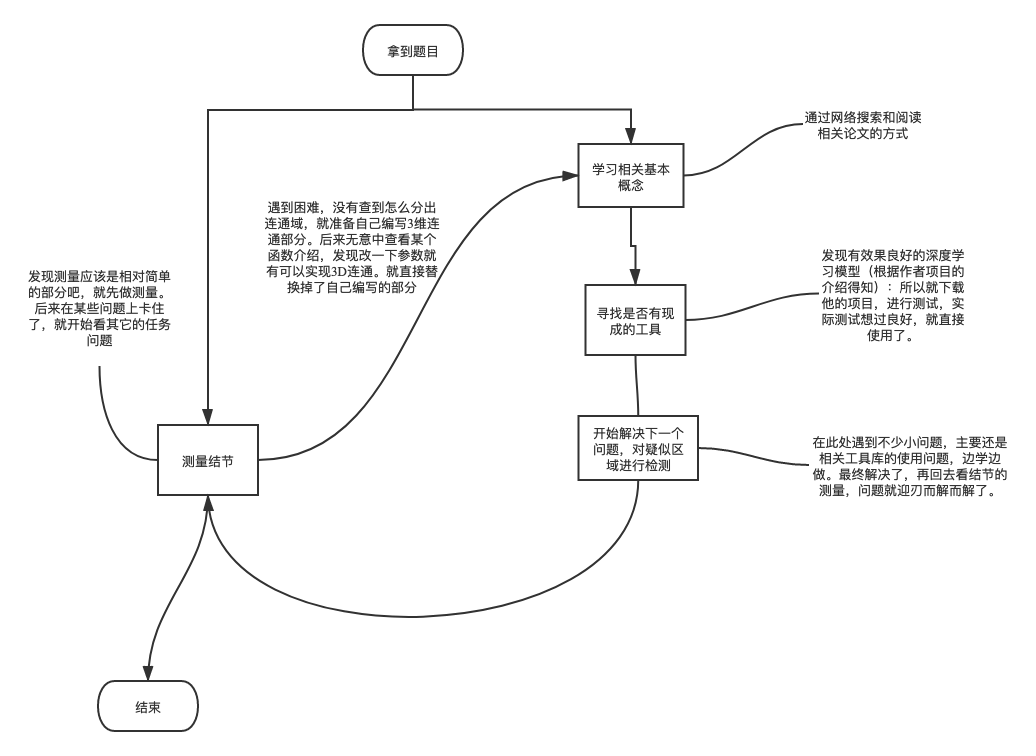 拿到题目
通过网络搜索和阅读
相关论文的方式
学习相关基本
概念
遇到困难，没有查到怎么分出
连通域，就准备自己编写3维连
通部分。后来无意中查看某个
函数介绍，发现改一下参数就
有可以实现3D连通。就直接替
换掉了自己编写的部分
发现测量应该是相对简单
的部分吧，就先做测量。
后来在某些问题上卡住
了，就开始看其它的任务
问题
发现有效果良好的深度学
习模型（根据作者项目的
介绍得知）：所以就下载
他的项目，进行测试，实
际测试想过良好，就直接
使用了。
寻找是否有现
成的工具
开始解决下一个
问题，对疑似区
域进行检测
在此处遇到不少小问题，主要还是
相关工具库的使用问题，边学边
做。最终解决了，再回去看结节的
测量，问题就迎刃而解而解了。
测量结节
结束